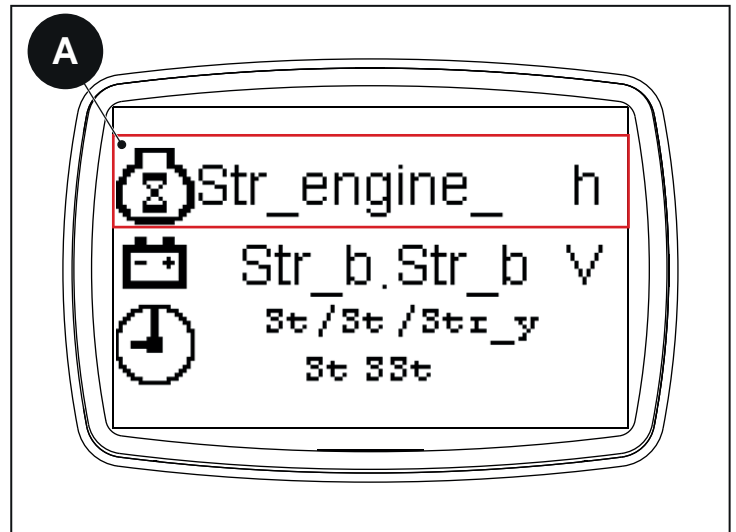 A
Str_engine_ h
- +
Str_b.Str_b V
St/St/Str_y
St SSt